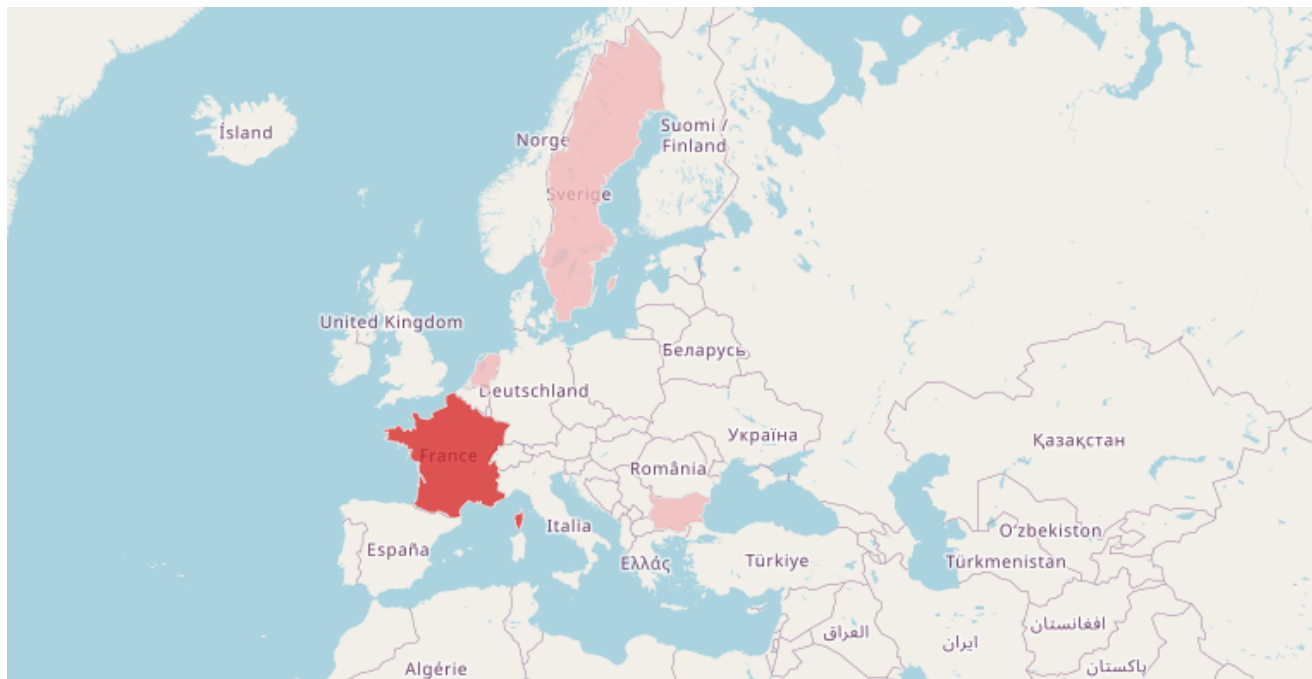 Ísland
Norge
Suomi /
Finland
Sverige
United Kingdom
Беларусь
Deutschland
Україна
Қазақстан
France
România
Italia
España
Ελλάς
Türkiye
Oʻzbekiston
Türkmenistan
افغانستان
العراق
ایران
پاکستان
Algérie